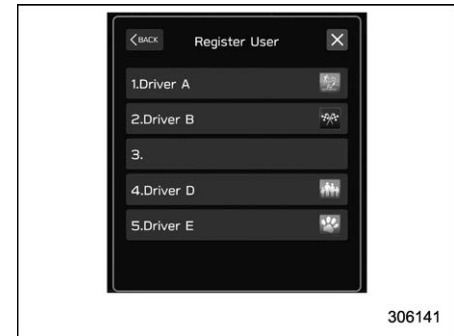 BACK
Register User
1.Driver A
2.Driver B
3.
4.Driver D
5.Driver E
306141